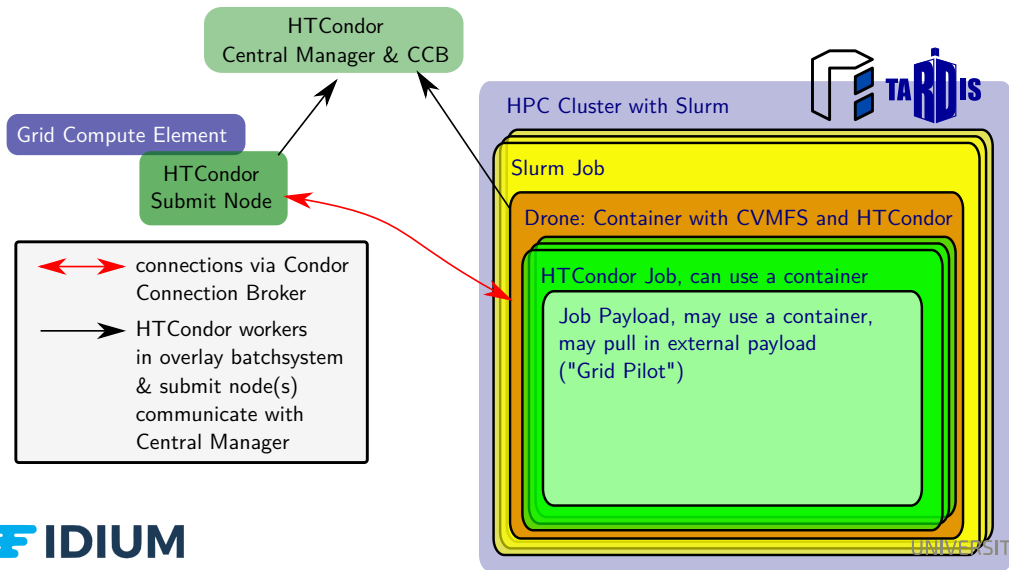 HTCondor
Central Manager & CCB
TARDIS
HPC Cluster with Slurm
Grid Compute Element
HTCondor
Submit Node
Slurm Job
Drone: Container with CVMFS and HTCondor
connections via Condor
Connection Broker
HTCondor workers
in overlay batchsystem
& submit node(s)
communicate with
Central Manager
HTCondor Job, can use a container
Job Payload, may use a container,
may pull in external payload
("Grid Pilot")
IDIUM
UNIVERSIT